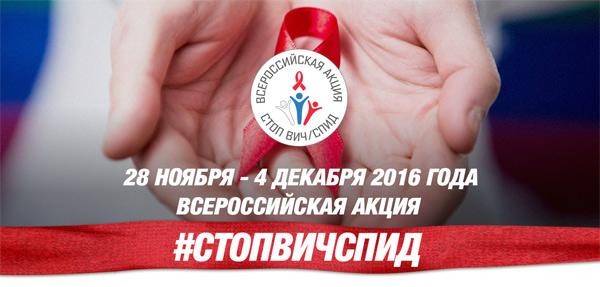 ВСЕРОССИЙСКАЯ АКЦИЯ
СТОП ВИЧ/СПИД
28 НОЯБРЯ - 4 ДЕКАБРЯ 2016 ГОДА
ВСЕРОССИЙСКАЯ АКЦИЯ
#СТОПВИЧСПИД